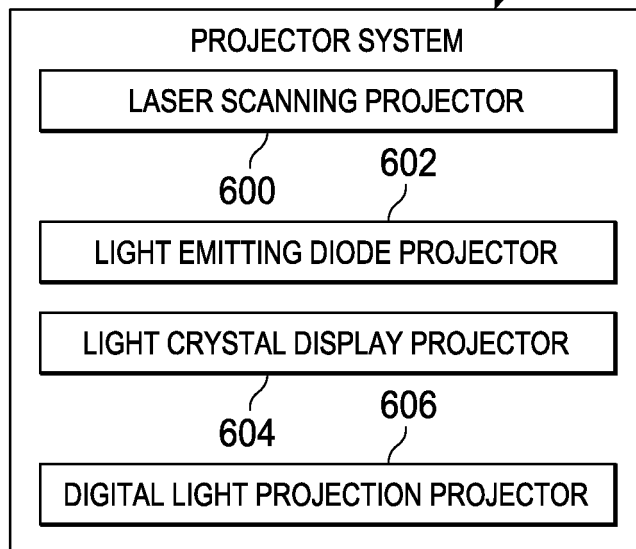 PROJECTOR SYSTEM
LASER SCANNING PROJECTOR
600
602
LIGHT EMITTING DIODE PROJECTOR
LIGHT CRYSTAL DISPLAY PROJECTOR
604
606
DIGITAL LIGHT PROJECTION PROJECTOR